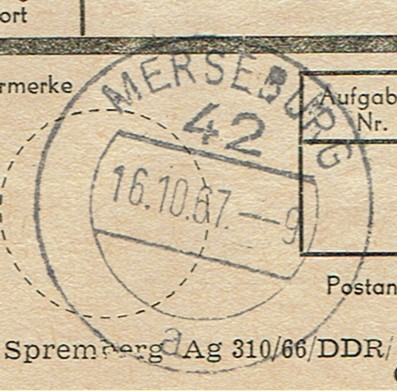 ort
rmerke
MERSEBURG
42
Aufgab
Nr.
16.10.67.—9
Postan
a
Spremberg Ag 310/66/DDR/